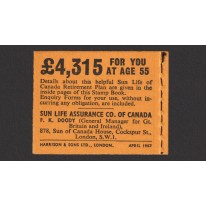 £4,315 FOR YOU
AT AGE 55
Details about this helpful Sun Life of
Canada Retirement Plan are given in the
inside pages of this Stamp Book.
Enquiry Forms for your use, without in-
curring any obligation, are included.
SUN LIFE ASSURANCE CO. OF CANADA
F. K. DOODY (General Manager for Gt.
Britain and Ireland),
278, Sun of Canada House, Cockspur St.,
London, S.W.1.
HARRISON & SONS LTD., LONDON. APRIL 1967